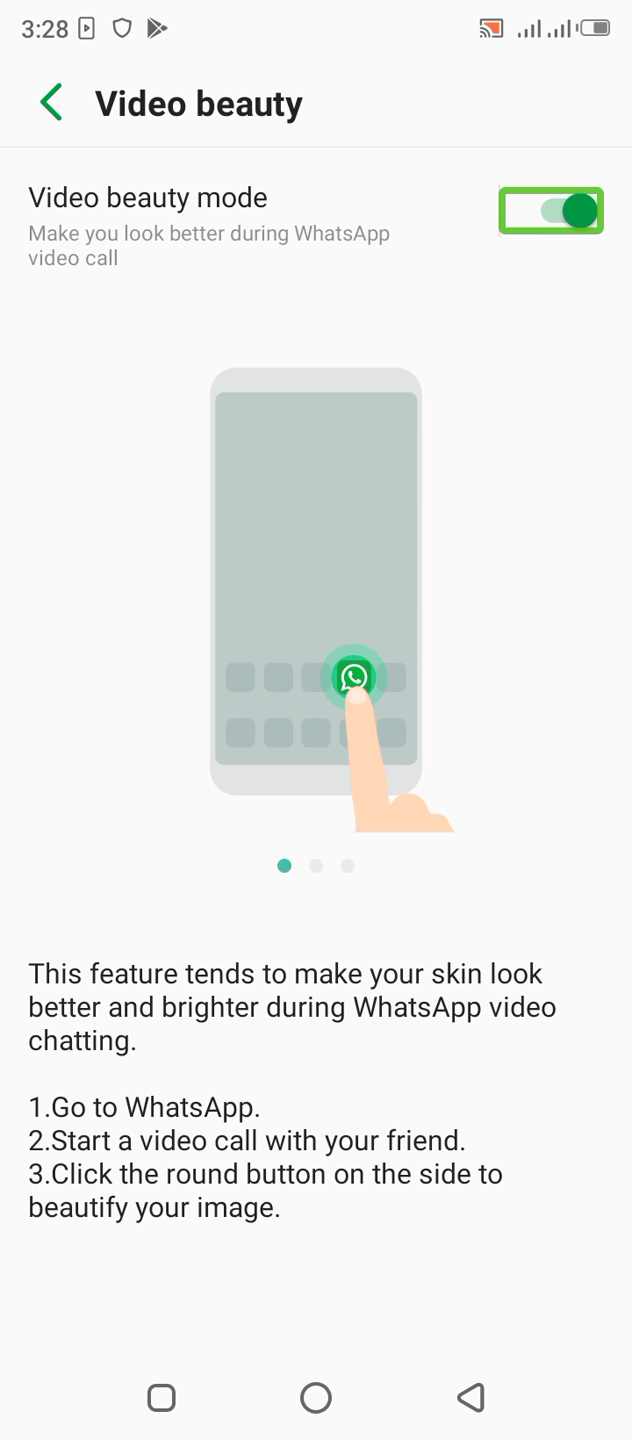 3:28
Video beauty
Video beauty mode
Make you look better during WhatsApp
video call
This feature tends to make your skin look
better and brighter during WhatsApp video
chatting.
1.Go to WhatsApp.
2.Start a video call with your friend.
3.Click the round button on the side to
beautify your image.